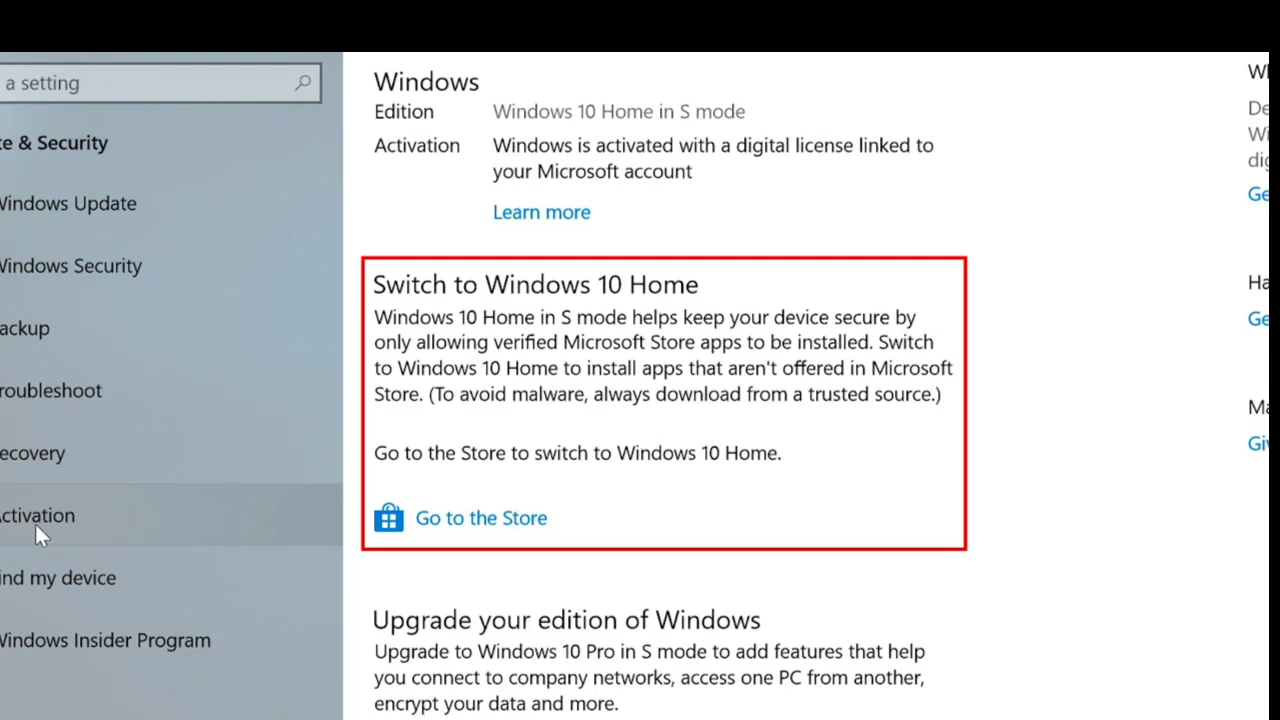 a setting
e & Security
Windows Update
Windows Security
ackup
roubleshoot
ecovery
Activation
ind my device
Windows Insider Program
Windows
Edition Windows 10 Home in S mode
Activation Windows is activated with a digital license linked to
your Microsoft account
Learn more
Switch to Windows 10 Home
Windows 10 Home in S mode helps keep your device secure by
only allowing verified Microsoft Store apps to be installed. Switch
to Windows 10 Home to install apps that aren't offered in Microsoft
Store. (To avoid malware, always download from a trusted source.)
Go to the Store to switch to Windows 10 Home.
Go to the Store
Upgrade your edition of Windows
Upgrade to Windows 10 Pro in S mode to add features that help
you connect to company networks, access one PC from another,
encrypt your data and more.